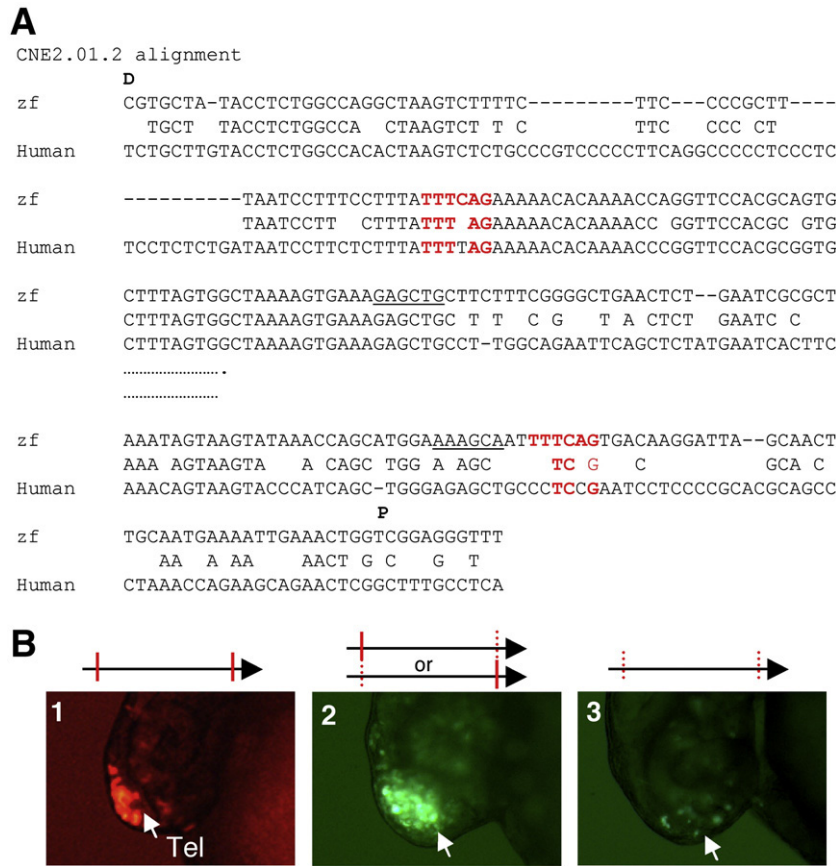 A
CNE2.01.2 alignment
D
zf CGTGCTA-TACCTCTGGCCAGGCTAAGTCTTTTC---------TTC---CCCGCTT----
TGCT TACCTCTGGCCA CTAAGTCT T C TTC CCC CT
Human TCTGCTTGTACCTCTGGCCACACTAAGTCTCTGCCCGTCCCCCTTCAGGCCCCCTCCCTC
zf ----------TAATCCTTTCCTTTATTTCAGAAAAACACAAAACCAGGTTCCACGCAGTG
TAATCCTT CTTTATTT AGAAAAACACAAAACC GGTTCCACGC GTG
Human TCCTCTCTGATAATCCTTCTCTTTATTTTAGAAAAACACAAAACCCGGTTCCACGCGGTG
zf CTTTAGTGGCTAAAAGTGAAAGAGCTGCTTCTTTCGGGGCTGAACTCT--GAATCGCGCT
CTTTAGTGGCTAAAAGTGAAAGAGCTGC T T C G T A CTCT GAATC C
Human CTTTAGTGGCTAAAAGTGAAAGAGCTGCCT-TGGCAGAATTCAGCTCTATGAATCACTTC
zf AAATAGTAAGTATAAACCAGCATGGAAAAGCAATTTTTCAGTGACAAGGATTA--GCAACT
AAA AGTAAGTA A CAGC TGG A AGC TC G C GCA C
Human AAACAGTAAGTACCCATCAGC-TGGGAGAGCTGCCCTCCGAATCCTCCCCGCACGCAGCC
P
zf TGCAATGAAAATTGAAACTGGTCGGAGGGTTT
AA A AA AACT G C G T
Human CTAAACCAGAAGCAGAACTCGGCTTTGCCTCA
B
or
1 2 3
Tel